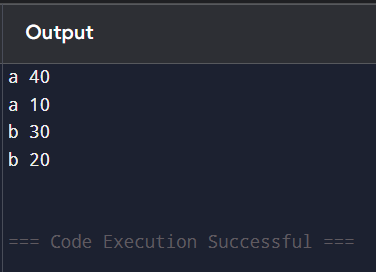 Output
a 40
a 10
b 30
b 20
=== Code Execution Successful ===